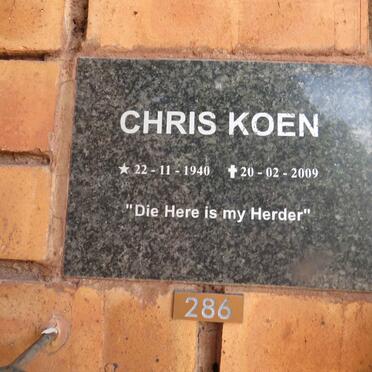 CHRIS KOEN
★ 22 - 11 - 1940 ✝ 20 - 02 - 2009
"Die Here is my Herder"
286